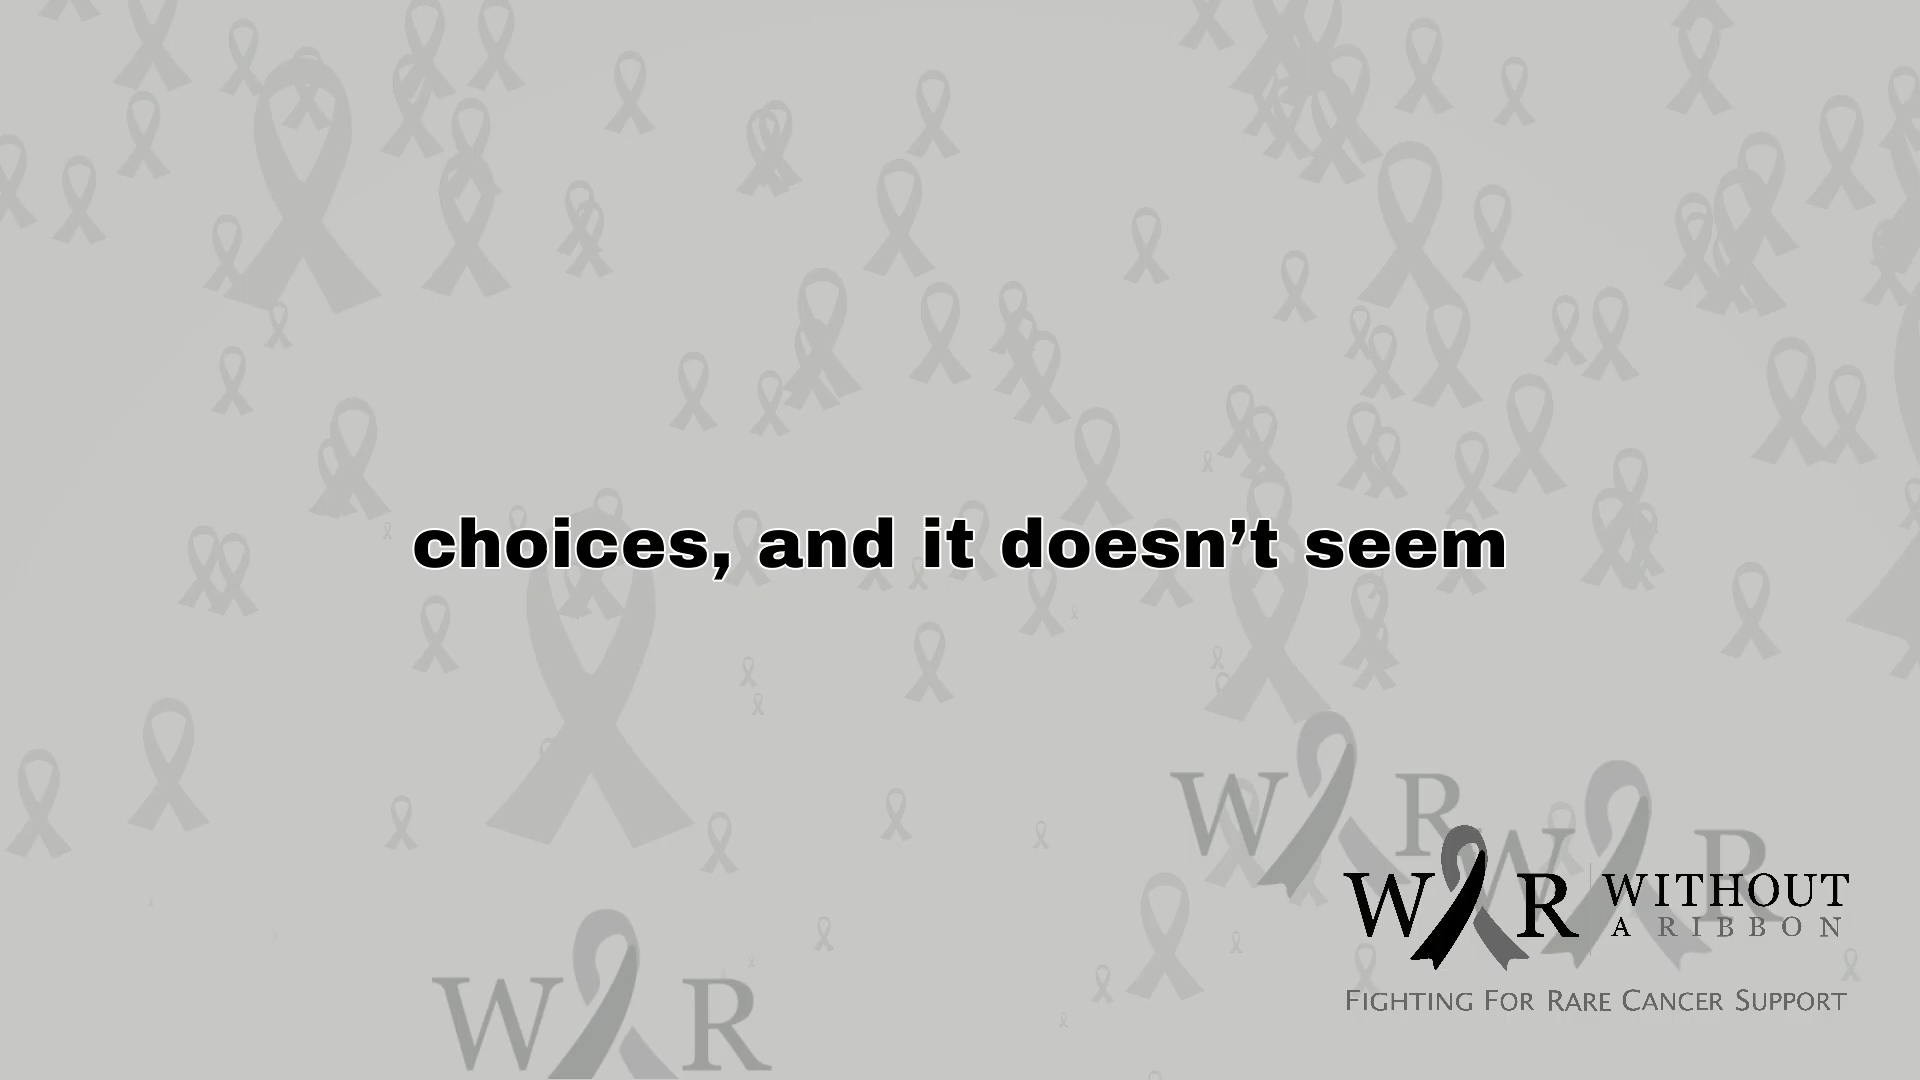 choices, and it doesn’t seem
W R
W R
W R WITHOUT
A RIBBON
FIGHTING FOR RARE CANCER SUPPORT
W R